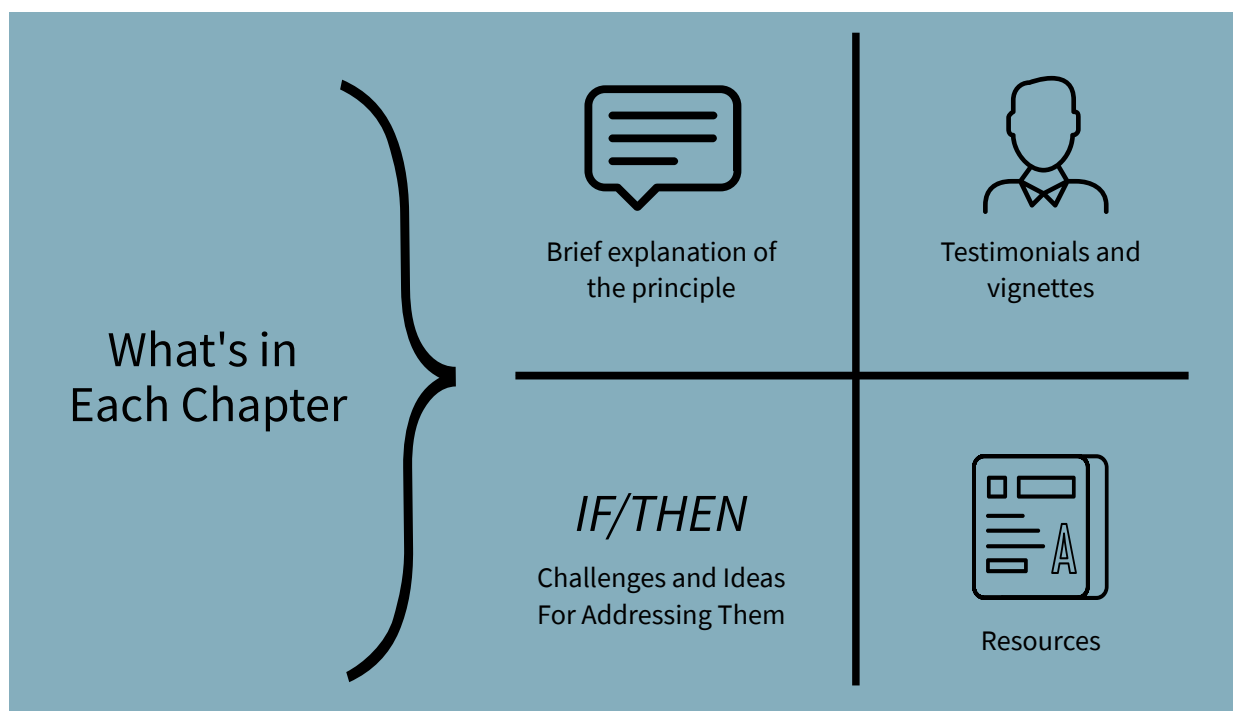 What's in
Each Chapter
Brief explanation of
the principle
Testimonials and
vignettes
IF/THEN
Challenges and Ideas
For Addressing Them
A
Resources